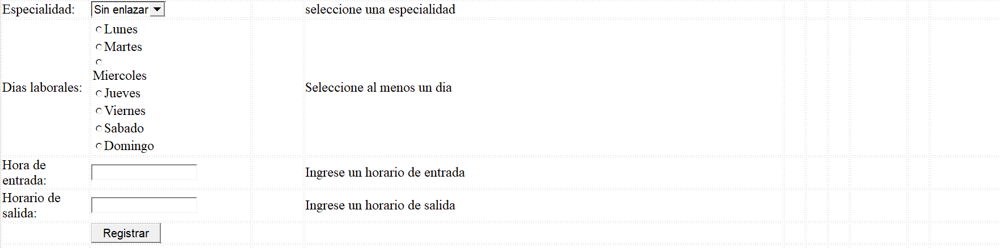 Especialidad: Sin enlazar seleccione una especialidad
Lunes
Martes
Miercoles
Dias laborales: Seleccione al menos un dia
Jueves
Viernes
Sabado
Domingo
Hora de
entrada: Ingrese un horario de entrada
Horario de
salida: Ingrese un horario de salida
Registrar